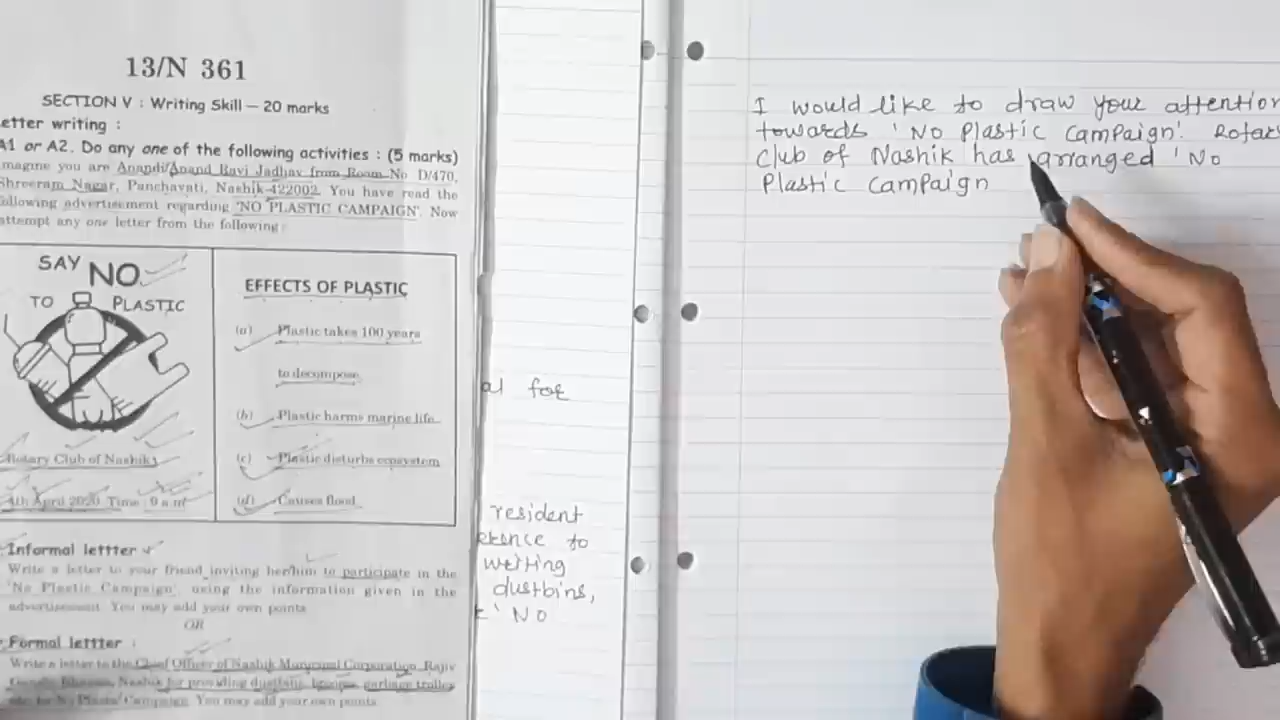 13/N 361
SECTION V : Writing Skill – 20 marks
etter writing :
A1 or A2. Do any one of the following activities : (5 marks)
magine you are Anandi/Anand Ravi Jadhav from Room No D/470,
Shreeram Nagar, Panchavati, Nashik-422002. You have read the
following advertisement regarding 'NO PLASTIC CAMPAIGN'. Now
attempt any one letter from the following :
SAY NO
TO PLASTIC
Rotary Club of Nashik
4th April 2020 Time : 9 a.m
EFFECTS OF PLASTIC
(a) Plastic takes 100 years
to decompose
(b) Plastic harms marine life.
(c) Plastic disturbs ecosystem
(d) Causes flood.
Informal lettter
Write a letter to your friend inviting her/him to participate in the
'No Plastic Campaign', using the information given in the
advertisement. You may add your own points
OR
Formal lettter :
Write a letter to the Chief Officer of Nashik Municipal Corporation, Rajiv
Gandhi Bhavan, Nashik for providing dustbins, garbage trolley
etc for No Plastic Campaign. You may add your own points
al for
resident
erence to
writing
dustbins,
'No
I would like to draw your attention
towards 'No Plastic Campaign'. Rotar
Club of Nashik has arranged 'No
Plastic Campaign